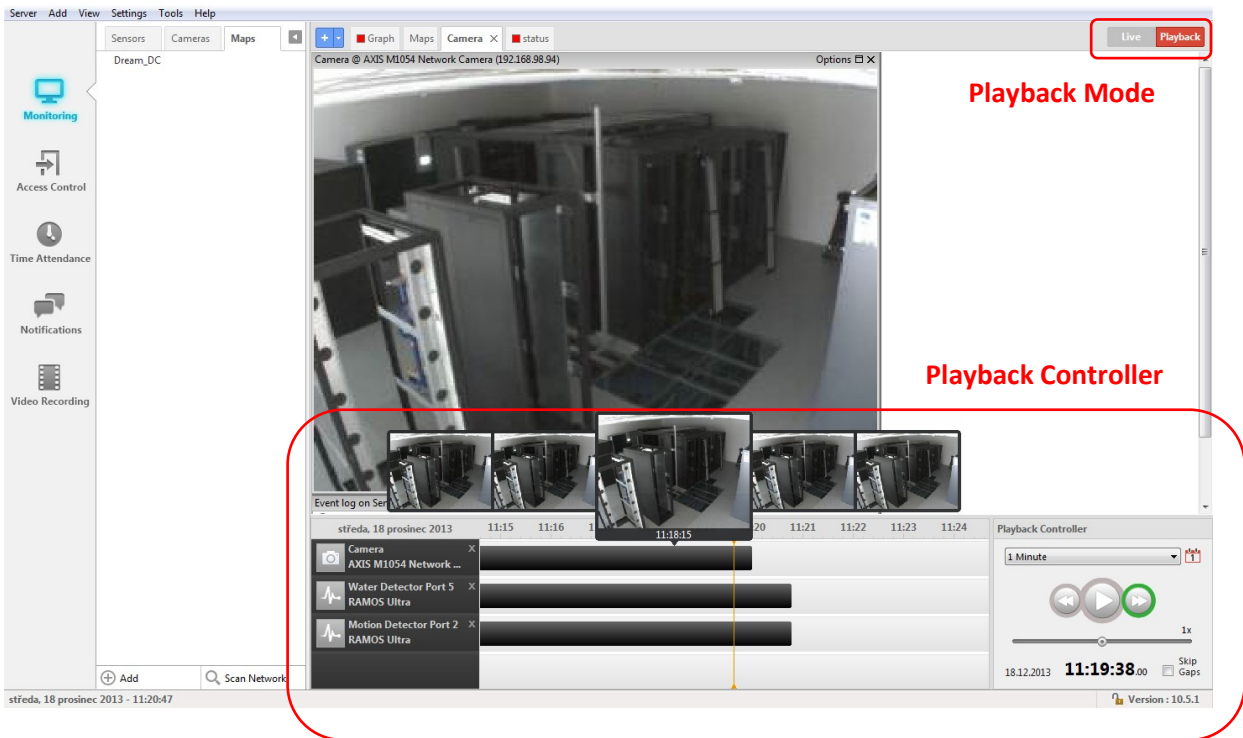 Server Add View Settings Tools Help
Sensors Cameras Maps
Graph Maps Camera X status
Live Playback
Dream_DC
Camera @ AXIS M1054 Network Camera (192.168.98.94) Options
Playback Mode
Monitoring
Access Control
Time Attendance
Notifications
Video Recording
Playback Controller
Event log on Ser
středa, 18 prosinec 2013 11:15 11:16 1 20 11:21 11:22 11:23 11:24
11:18:15
Playback Controller
Camera X
AXIS M1054 Network ...
1 Minute 1
Water Detector Port 5 X
RAMOS Ultra
Motion Detector Port 2 X
RAMOS Ultra
1x
18.12.2013 11:19:38.00 Skip Gaps
Add Scan Network
středa, 18 prosinec 2013 - 11:20:47 Version : 10.5.1